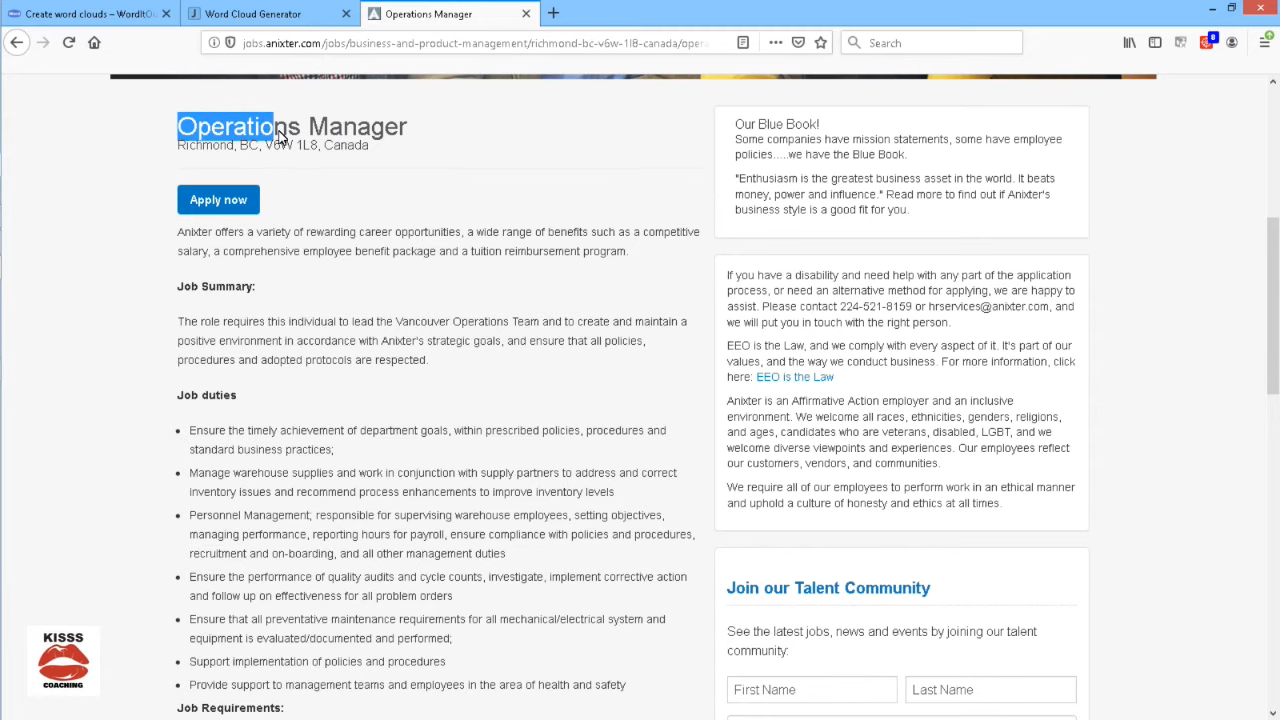 Create word clouds – WordItOu
Word Cloud Generator
Operations Manager
jobs.anixter.com/jobs/business-and-product-management/richmond-bc-v6w-1l8-canada/oper
Search
8
Operations Manager
Richmond, BC, V6W 1L8, Canada
Apply now
Anixter offers a variety of rewarding career opportunities, a wide range of benefits such as a competitive
salary, a comprehensive employee benefit package and a tuition reimbursement program.
Job Summary:
The role requires this individual to lead the Vancouver Operations Team and to create and maintain a
positive environment in accordance with Anixter's strategic goals, and ensure that all policies,
procedures and adopted protocols are respected.
Job duties
Ensure the timely achievement of department goals, within prescribed policies, procedures and
standard business practices;
Manage warehouse supplies and work in conjunction with supply partners to address and correct
inventory issues and recommend process enhancements to improve inventory levels
Personnel Management; responsible for supervising warehouse employees, setting objectives,
managing performance, reporting hours for payroll, ensure compliance with policies and procedures,
recruitment and on-boarding, and all other management duties
Ensure the performance of quality audits and cycle counts, investigate, implement corrective action
and follow up on effectiveness for all problem orders
Ensure that all preventative maintenance requirements for all mechanical/electrical system and
equipment is evaluated/documented and performed;
Support implementation of policies and procedures
Provide support to management teams and employees in the area of health and safety
Job Requirements:
Our Blue Book!
Some companies have mission statements, some have employee
policies.....we have the Blue Book.
"Enthusiasm is the greatest business asset in the world. It beats
money, power and influence." Read more to find out if Anixter's
business style is a good fit for you.
If you have a disability and need help with any part of the application
process, or need an alternative method for applying, we are happy to
assist. Please contact 224-521-8159 or hrservices@anixter.com, and
we will put you in touch with the right person.
EEO is the Law, and we comply with every aspect of it. It's part of our
values, and the way we conduct business. For more information, click
here: EEO is the Law
Anixter is an Affirmative Action employer and an inclusive
environment. We welcome all races, ethnicities, genders, religions,
and ages, candidates who are veterans, disabled, LGBT, and we
welcome diverse viewpoints and experiences. Our employees reflect
our customers, vendors, and communities.
We require all of our employees to perform work in an ethical manner
and uphold a culture of honesty and ethics at all times.
Join our Talent Community
See the latest jobs, news and events by joining our talent
community:
First Name
Last Name
KISSS
COACHING